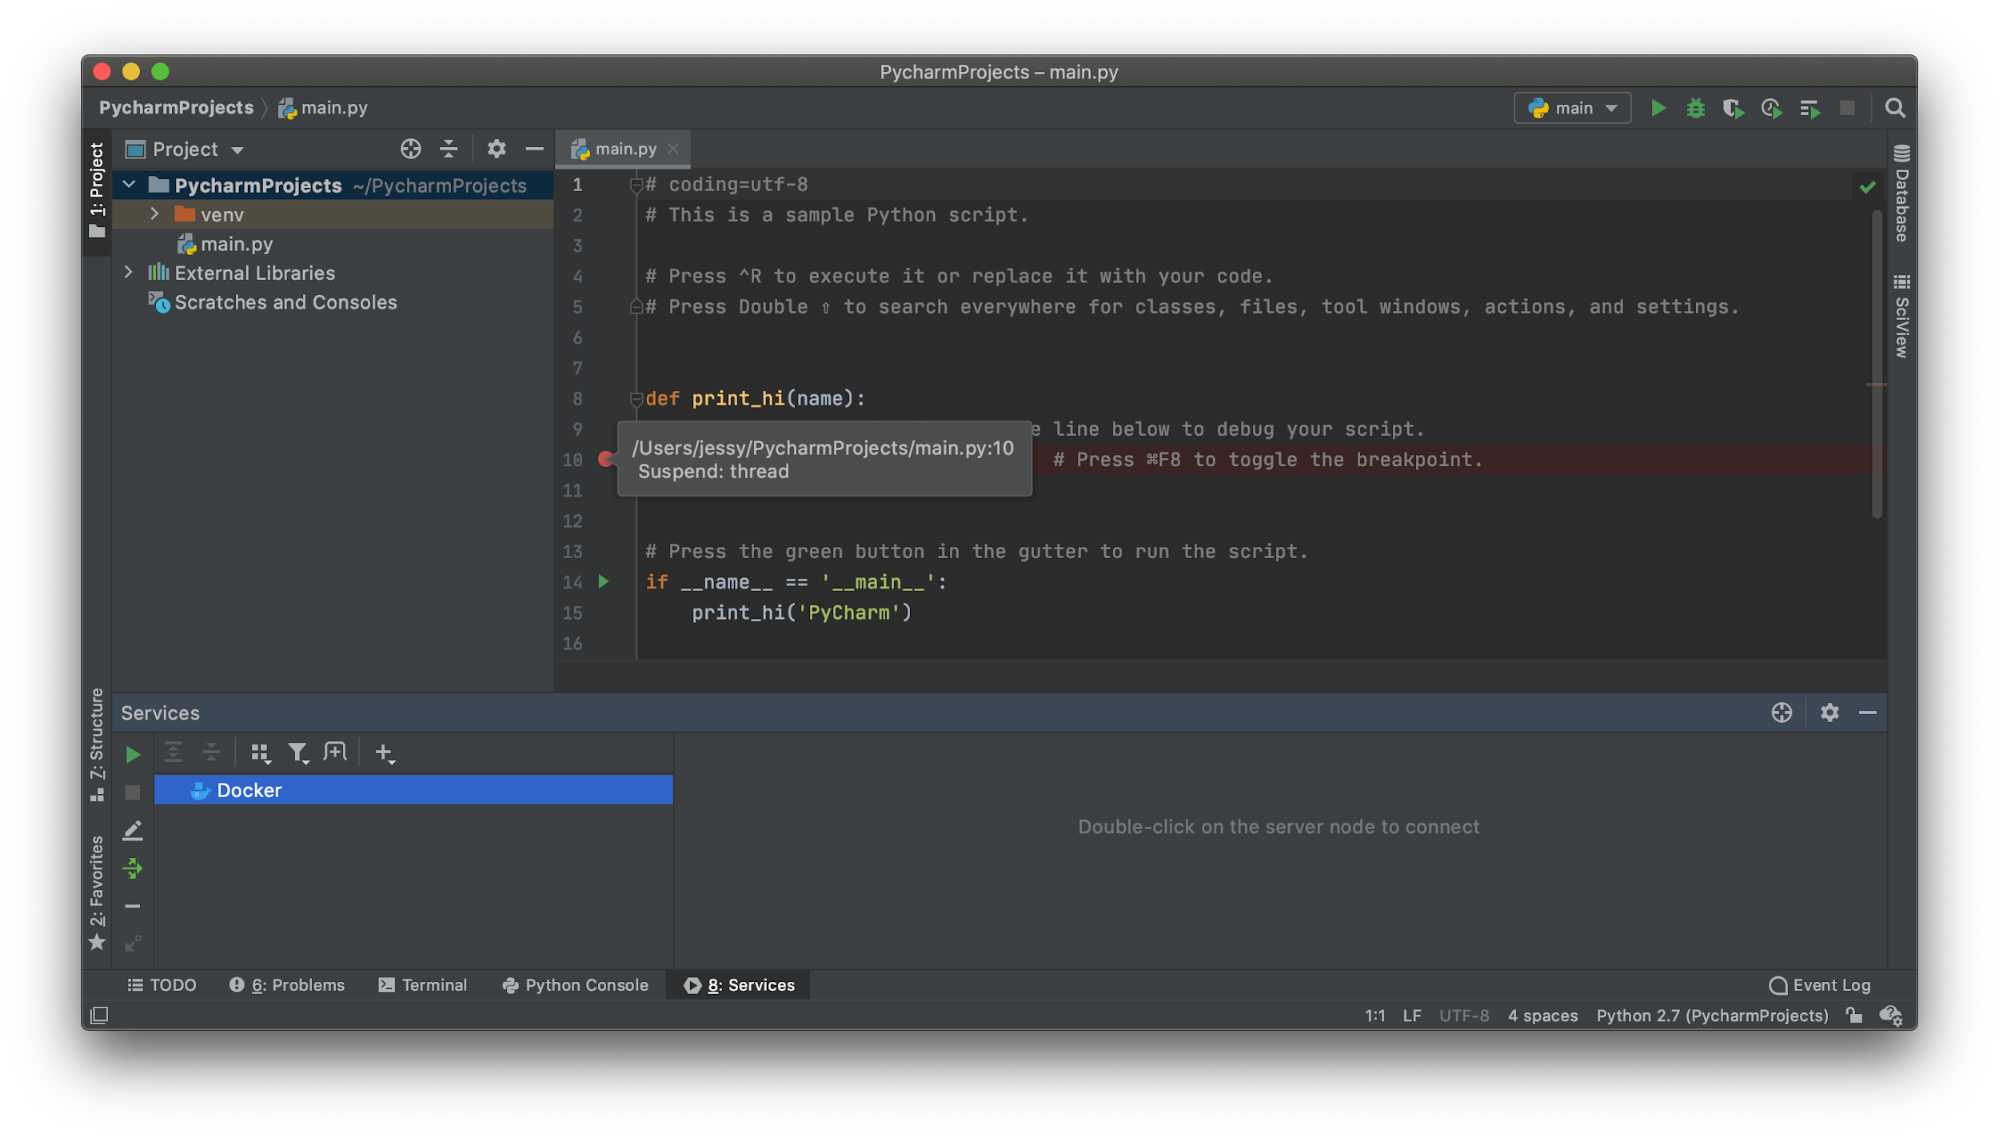 PycharmProjects – main.py
PycharmProjects
main.py
main
1: Project
Project
main.py
PycharmProjects ~/PycharmProjects
venv
main.py
External Libraries
Scratches and Consoles
1 # coding=utf-8
2 # This is a sample Python script.
3
4 # Press ^R to execute it or replace it with your code.
5 # Press Double ⇧ to search everywhere for classes, files, tool windows, actions, and settings.
6
7
8 def print_hi(name):
9 e line below to debug your script.
10 # Press ⌘F8 to toggle the breakpoint.
/Users/jessy/PycharmProjects/main.py:10
Suspend: thread
11
12
13 # Press the green button in the gutter to run the script.
14 if __name__ == '__main__':
15 print_hi('PyCharm')
16
Database
SciView
7: Structure
2: Favorites
Services
Docker
Double-click on the server node to connect
TODO
6: Problems
Terminal
Python Console
8: Services
Event Log
1:1 LF UTF-8 4 spaces Python 2.7 (PycharmProjects)